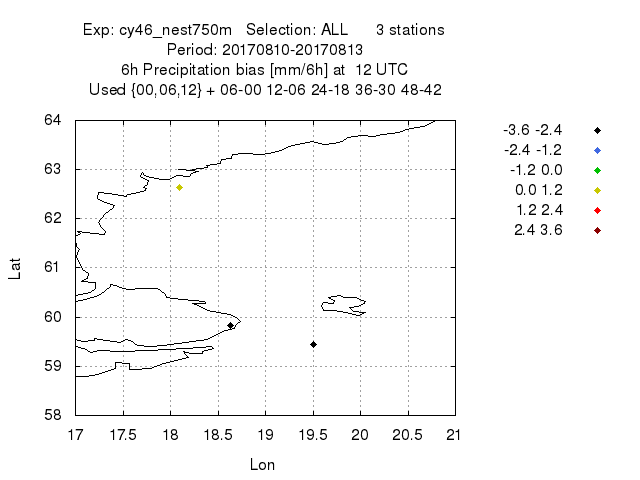 Exp: cy46_nest750m Selection: ALL 3 stations
Period: 20170810-20170813
6h Precipitation bias [mm/6h] at 12 UTC
Used {00,06,12} + 06-00 12-06 24-18 36-30 48-42
64
63
62
61
60
59
58
Lat
17 17.5 18 18.5 19 19.5 20 20.5 21
Lon
-3.6 -2.4
-2.4 -1.2
-1.2 0.0
0.0 1.2
1.2 2.4
2.4 3.6